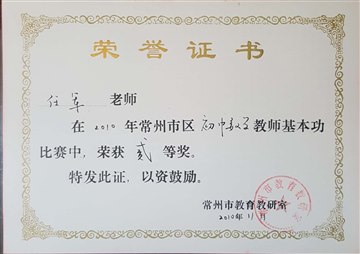 荣誉证书
任军 老师
在 2010 年常州市区 初中数学 教师基本功
比赛中，荣获 贰 等奖。
特发此证，以资鼓励。
常州市教育教研室
2010年11月